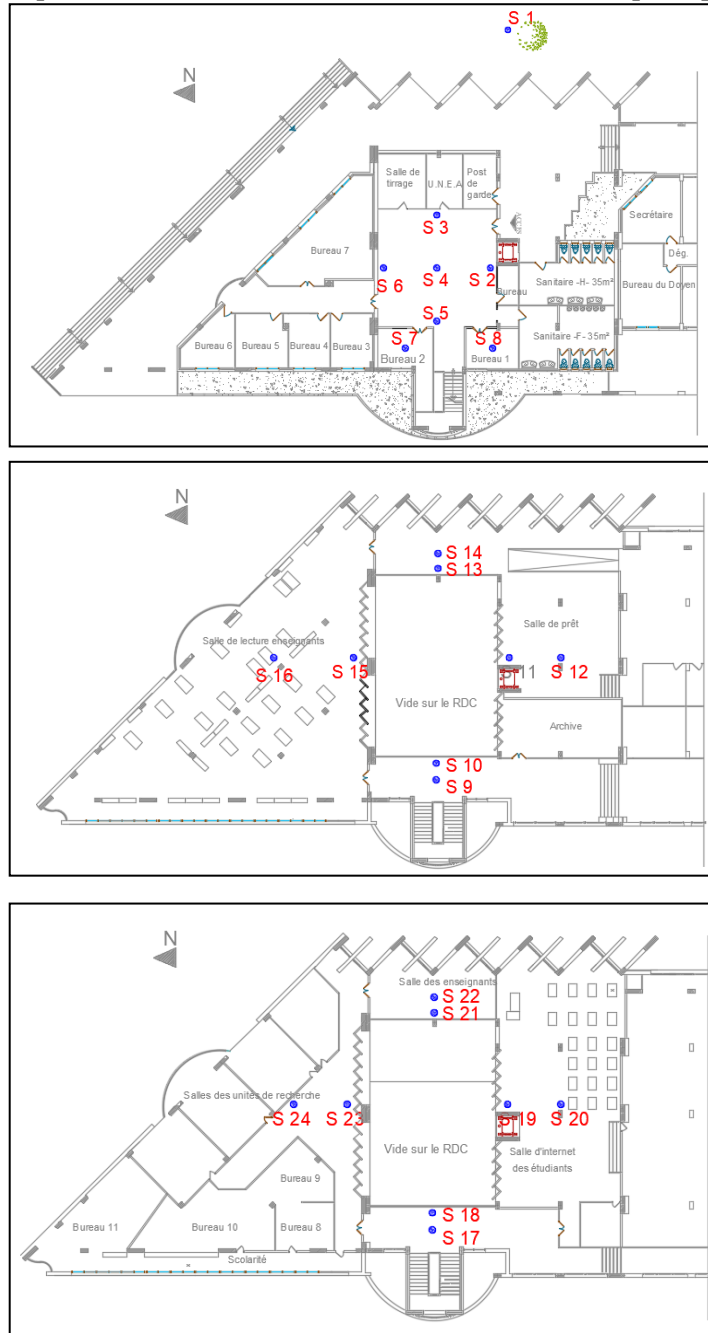 S 1
N
Salle de
tirrage
U.N.E.A
Post
de
garde
ACCES
Secrétaire
S 3
Bureau 7
Dég.
S 6
S 4
S 2
Bureau
Sanitaire -H- 35m²
Bureau du Doyen
S 5
Sanitaire -F- 35m²
Bureau 6
Bureau 5
Bureau 4
Bureau 3
S 7
S 8
Bureau 2
Bureau 1
N
S 14
S 13
Salle de lecture enseignants
Salle de prêt
S 16
S 15
S 11
S 12
Vide sur le RDC
Archive
S 10
S 9
N
Salle des enseignants
S 22
S 21
Salles des unités de recherche
S 24
S 23
S 19
S 20
Vide sur le RDC
Salle d'internet
des étudiants
Bureau 9
S 18
Bureau 11
Bureau 10
Bureau 8
S 17
Scolarité